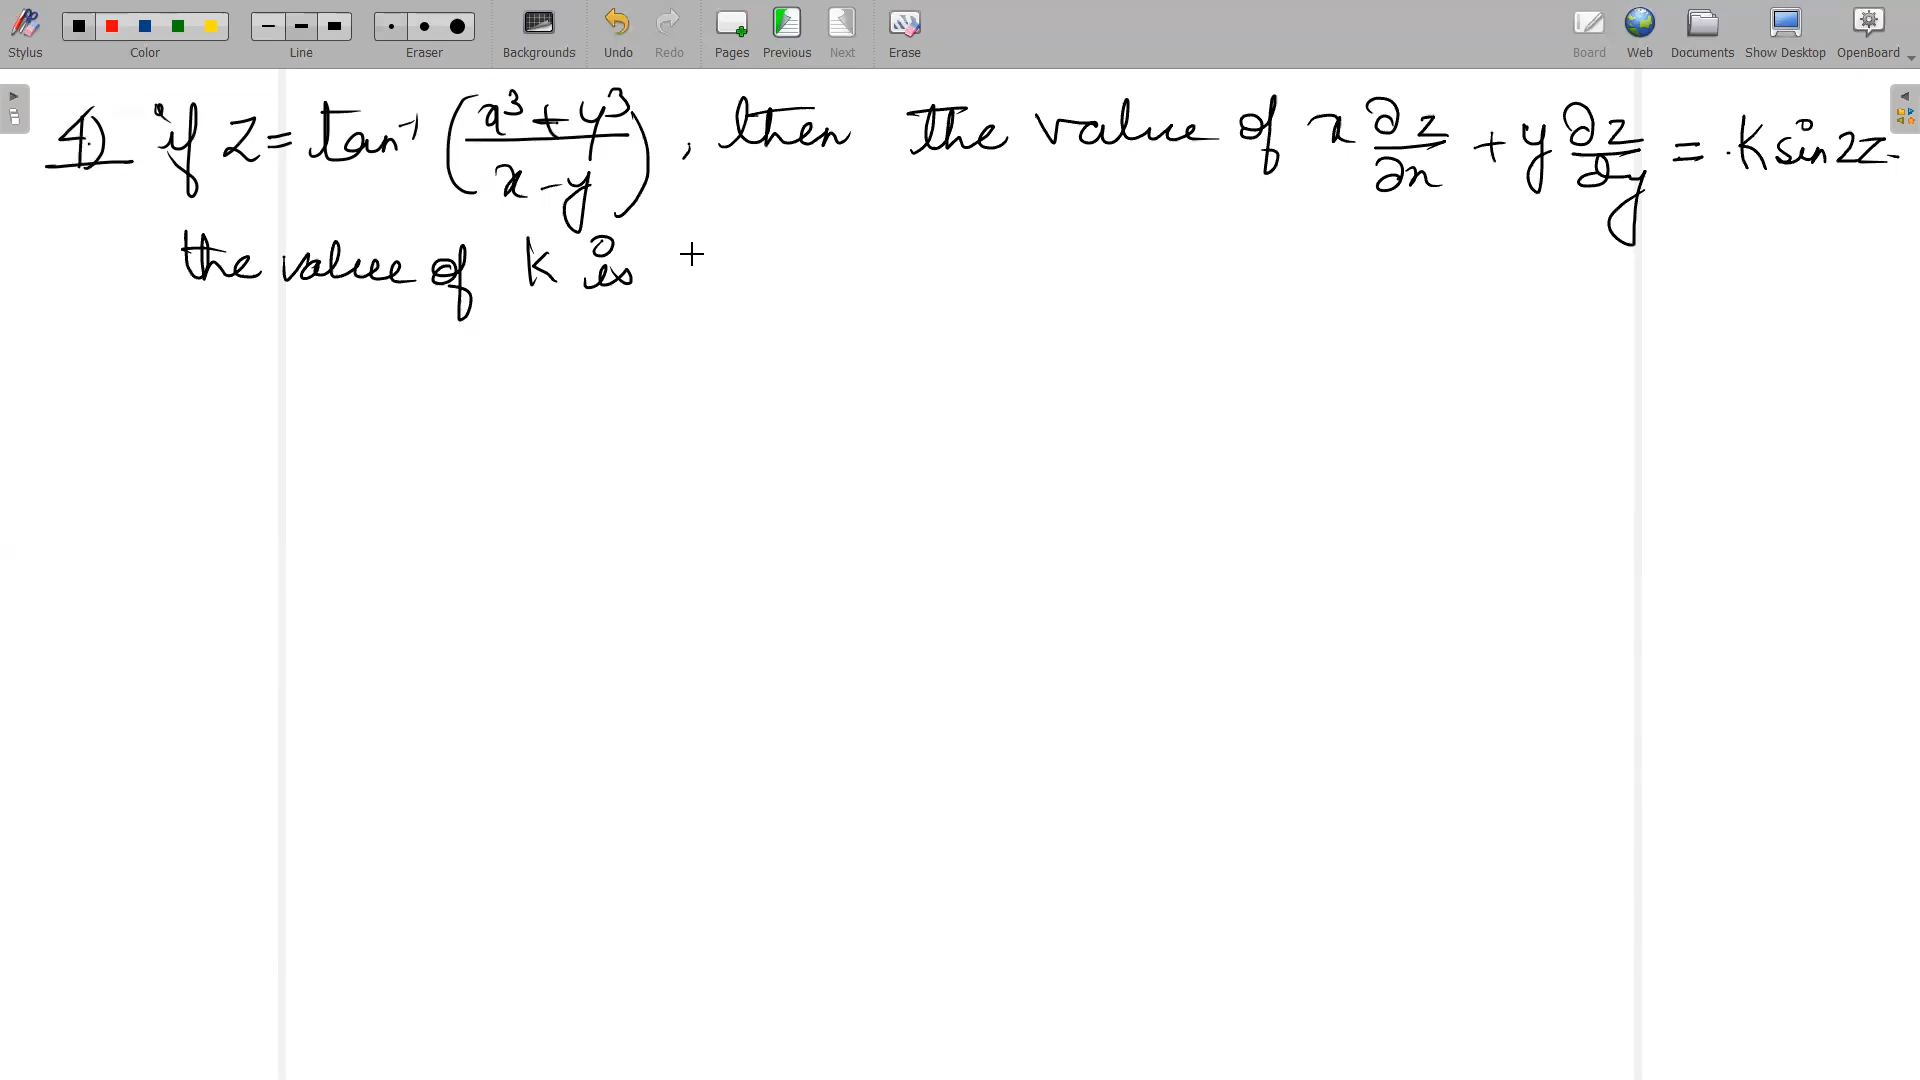 Stylus Color Line Eraser Backgrounds Undo Redo Pages Previous Next Erase Board Web Documents Show Desktop OpenBoard
4) if z = tan⁻¹ ((x³+y³)/(x-y)), then the value of x ∂z/∂x + y ∂z/∂y = K sin 2z.
the value of K is